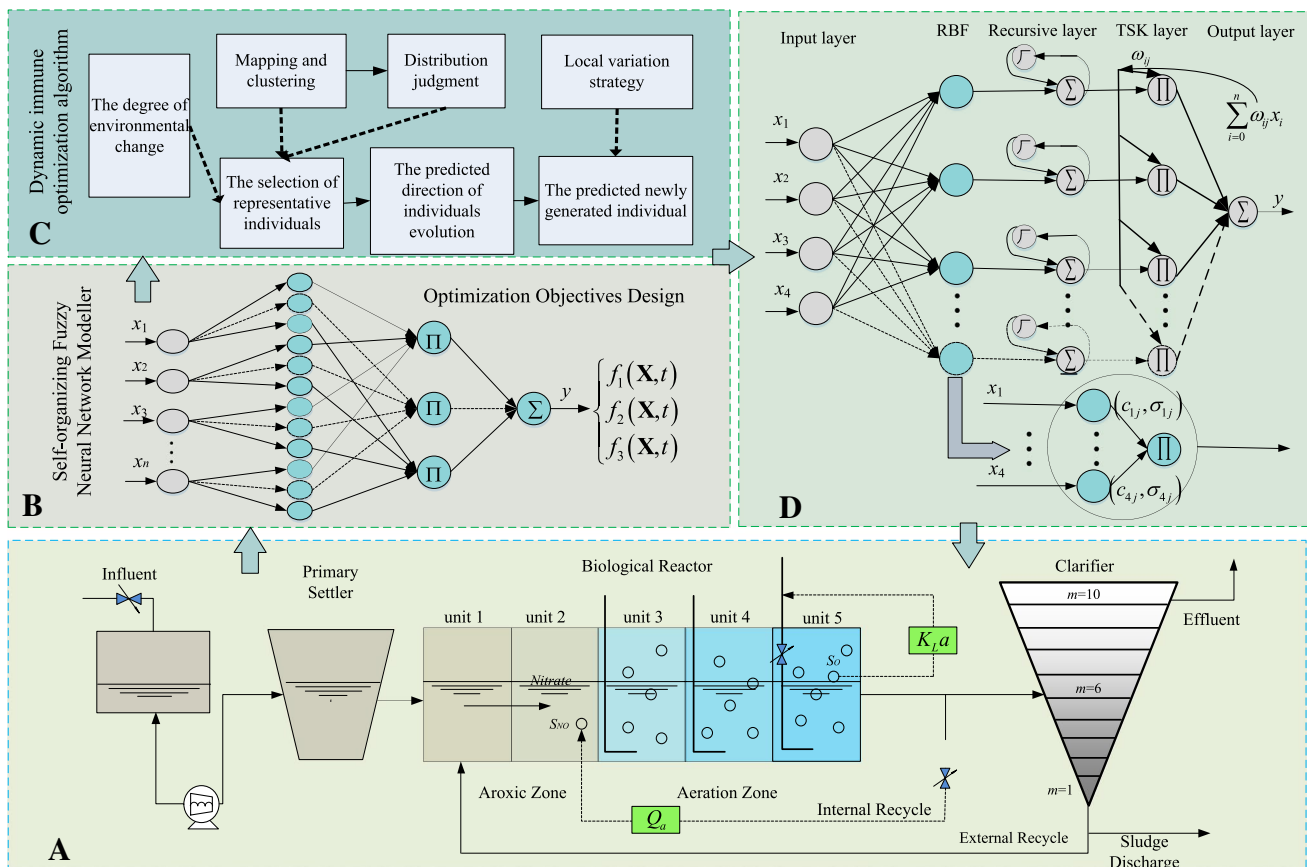 Dynamic immune
optimization algorithm
The degree of
environmental
change
Mapping and
clustering
Distribution
judgment
Local variation
strategy
The selection of
representative
individuals
The predicted
direction of
individuals
evolution
The predicted newly
generated individual
C
Self-organizing Fuzzy
Neural Network Modeler
Optimization Objectives Design
x1
x2
x3
xn
Π
Π
Π
Σ
y
f1(X,t)
f2(X,t)
f3(X,t)
B
Input layer
RBF
Recursive layer
TSK layer
Output layer
ωij
n
∑ ωij xi
i=0
x1
x2
x3
x4
Σ
∏
Σ
∏
Σ
∏
Σ
∏
Σ
y
x1
(c1j, σ1j)
∏
x4
(c4j, σ4j)
D
Influent
Primary
Settler
Biological Reactor
unit 1
unit 2
unit 3
unit 4
unit 5
Nitrate
SNO
SO
KLa
Clarifier
m=10
m=6
m=1
Effluent
Aroxic Zone
Aeration Zone
Internal Recycle
Qa
External Recycle
Sludge
Discharge
A